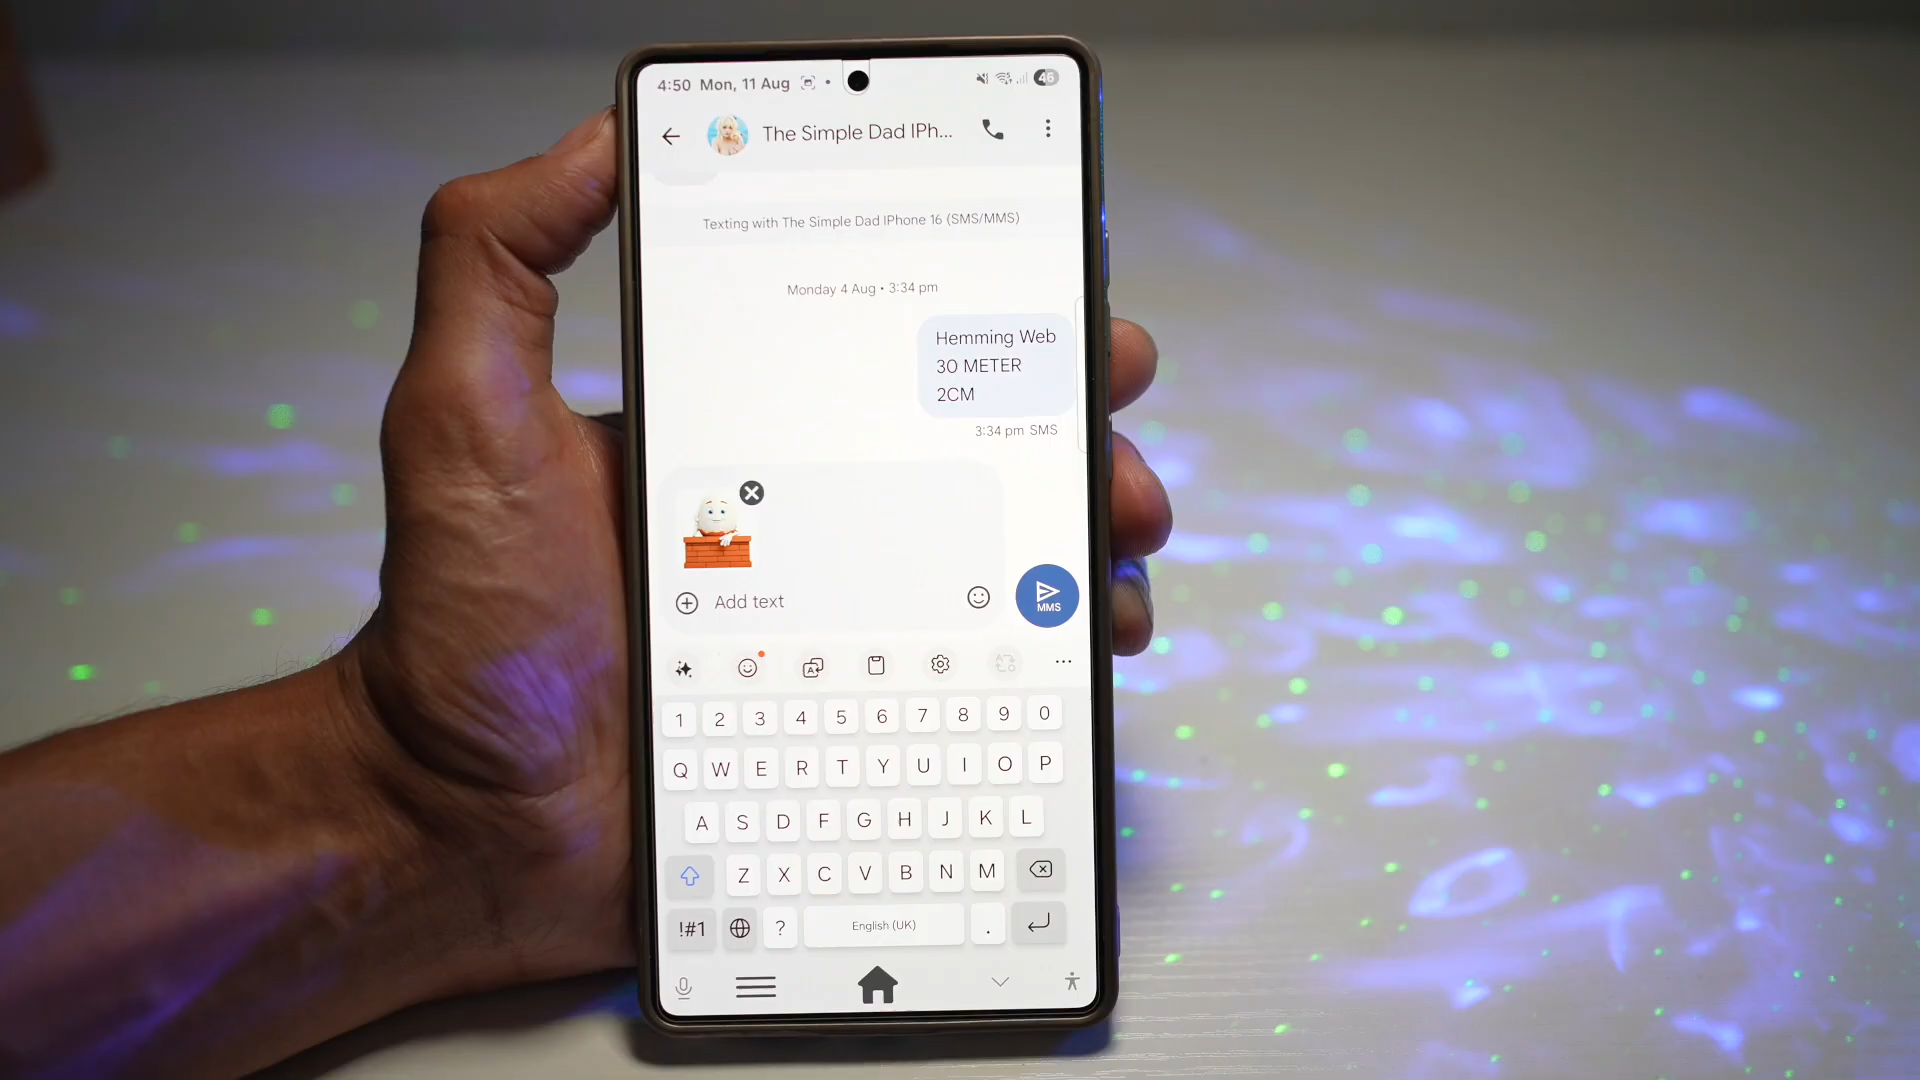 4:50 Mon, 11 Aug 46
The Simple Dad IPh...
Texting with The Simple Dad IPhone 16 (SMS/MMS)
Monday 4 Aug • 3:34 pm
Hemming Web
30 METER
2CM
3:34 pm SMS
Add text
MMS
1 2 3 4 5 6 7 8 9 0
Q W E R T Y U I O P
A S D F G H J K L
Z X C V B N M
!#1 ? English (UK) .